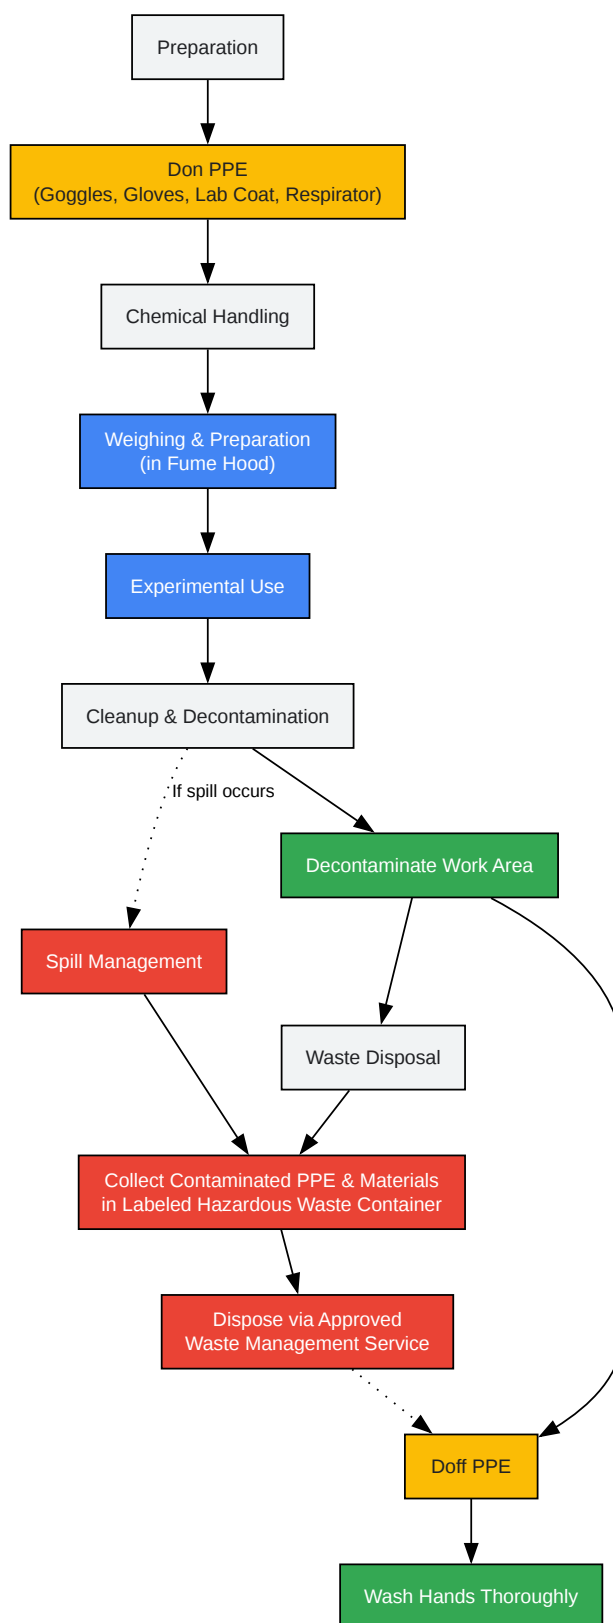 Preparation
Don PPE
(Goggles, Gloves, Lab Coat, Respirator)
Chemical Handling
Weighing & Preparation
(in Fume Hood)
Experimental Use
Cleanup & Decontamination
If spill occurs
Decontaminate Work Area
Spill Management
Waste Disposal
Collect Contaminated PPE & Materials
in Labeled Hazardous Waste Container
Dispose via Approved
Waste Management Service
Doff PPE
Wash Hands Thoroughly